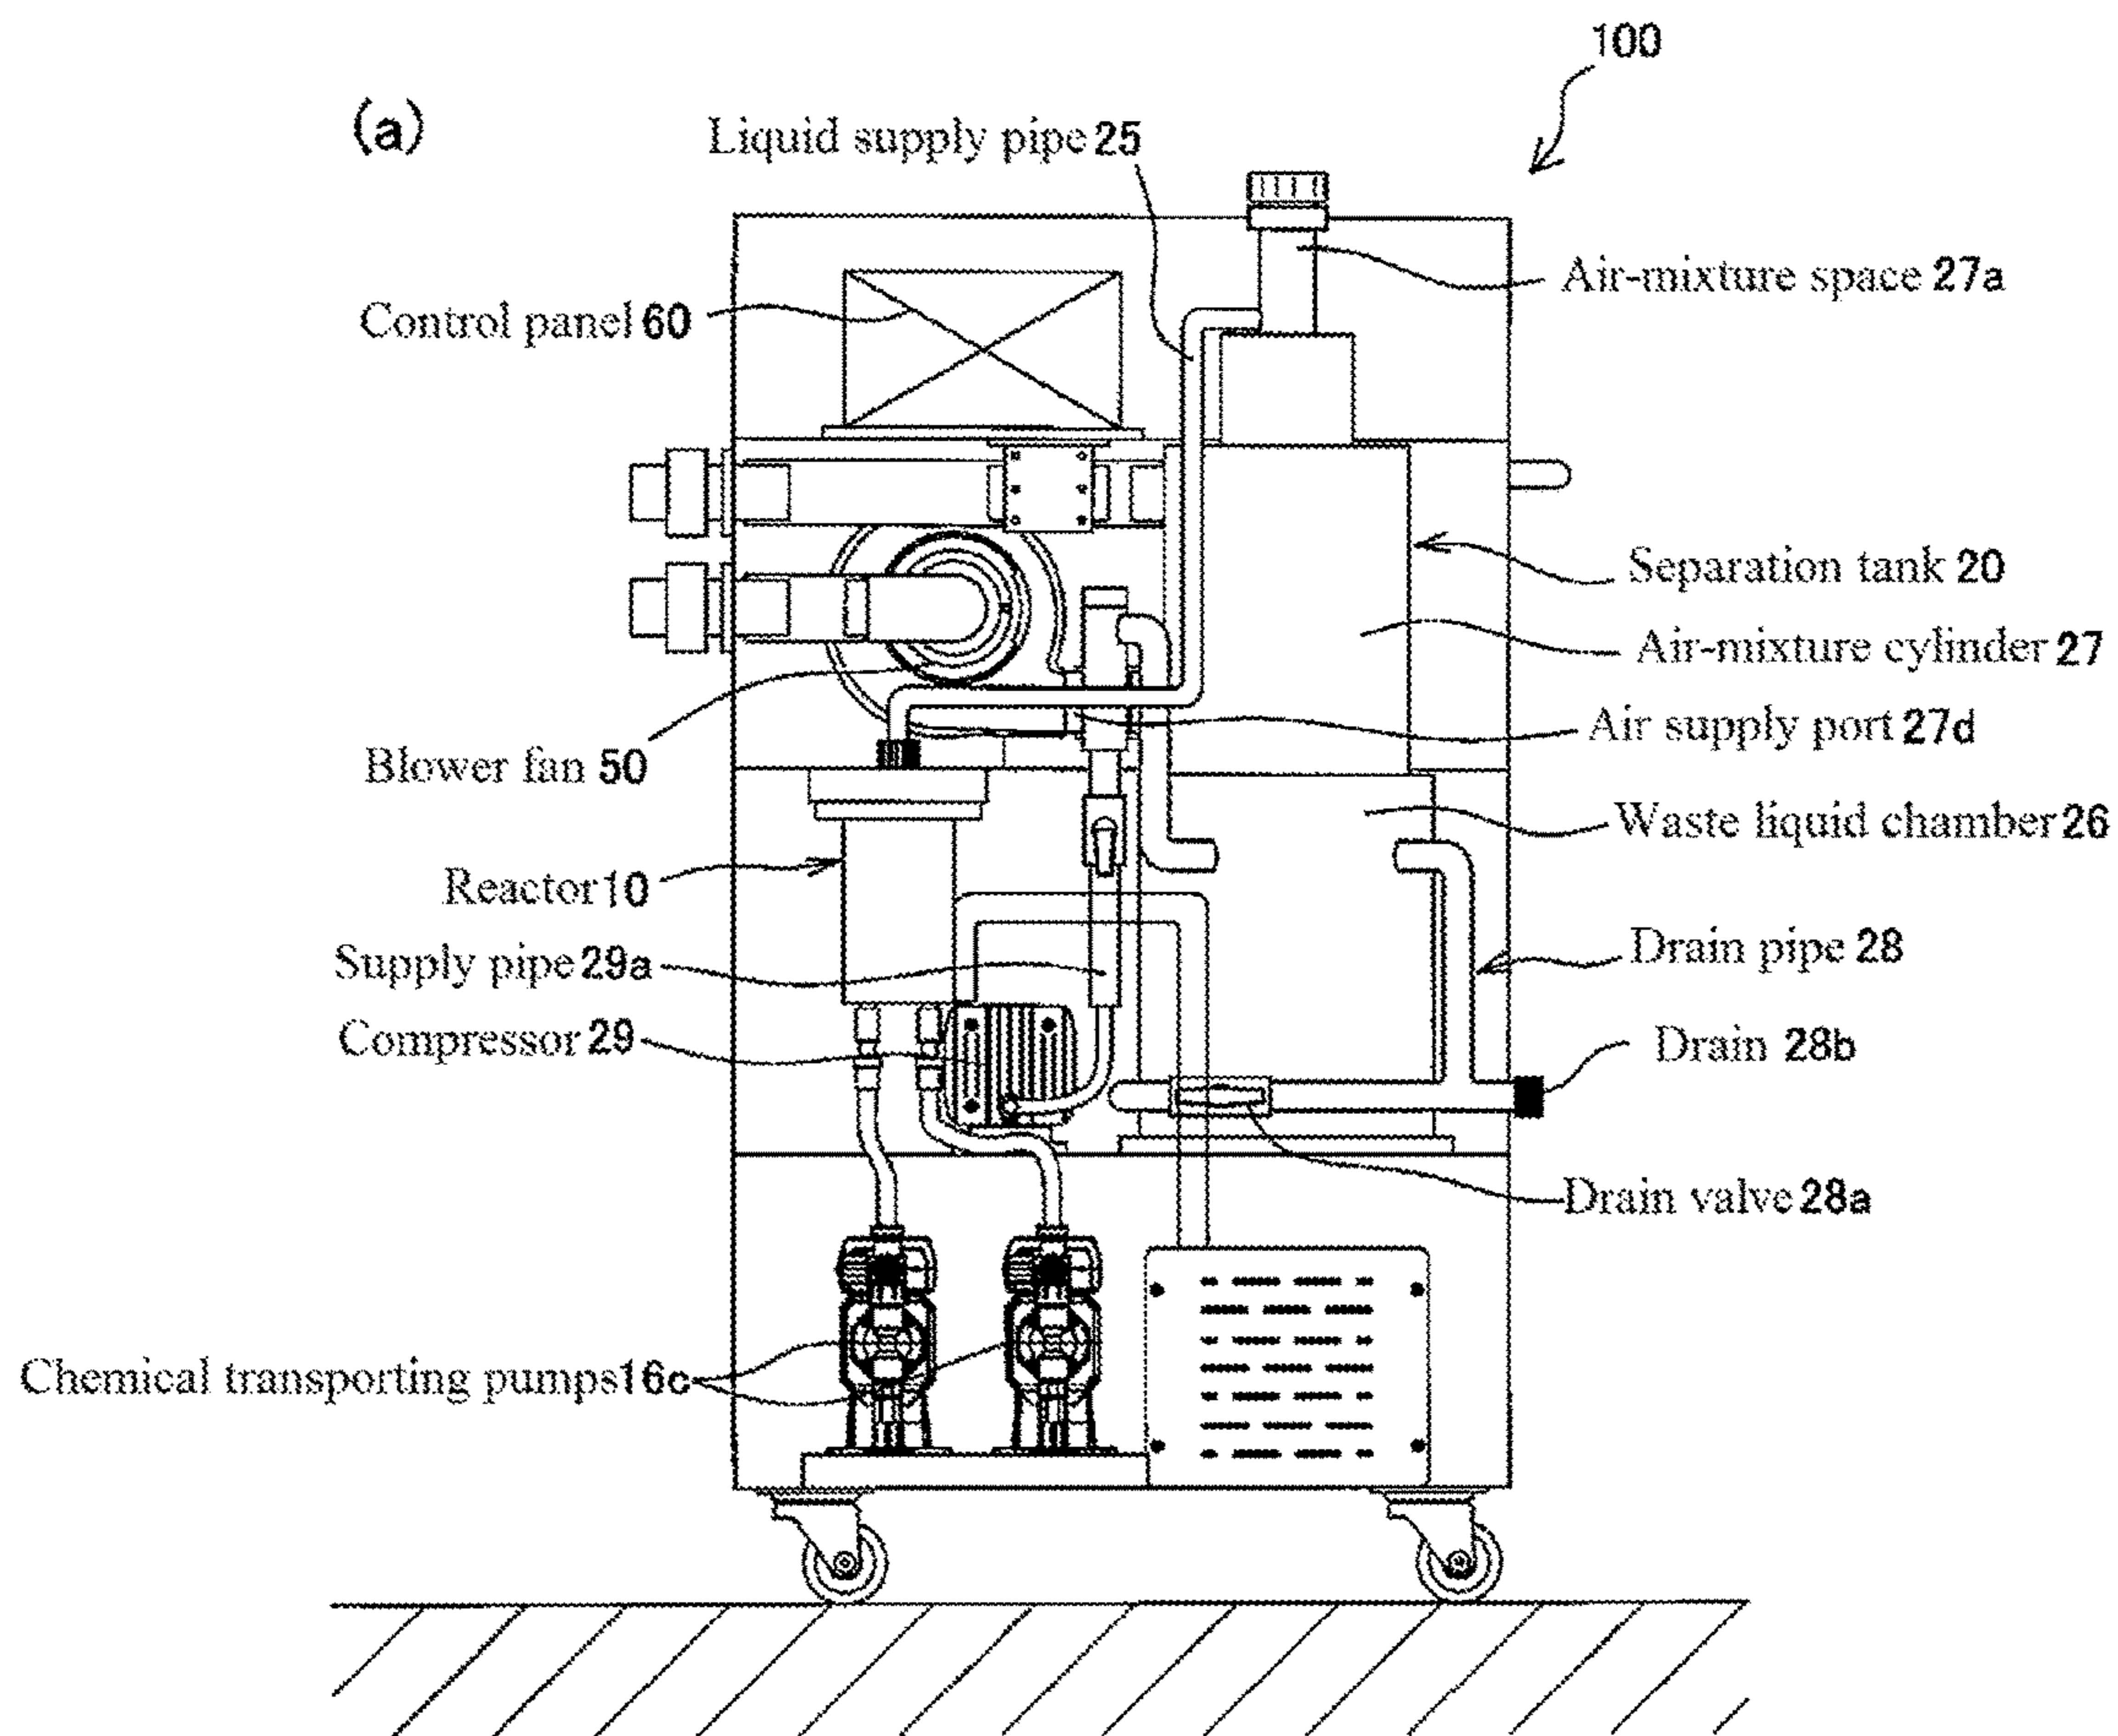 100
(a)
Liquid supply pipe 25
Air-mixture space 27a
Control panel 60
Separation tank 20
Air-mixture cylinder 27
Air supply port 27d
Blower fan 50
Waste liquid chamber 26
Reactor 10
Drain pipe 28
Supply pipe 29a
Compressor 29
Drain 28b
Drain valve 28a
Chemical transporting pumps 16c